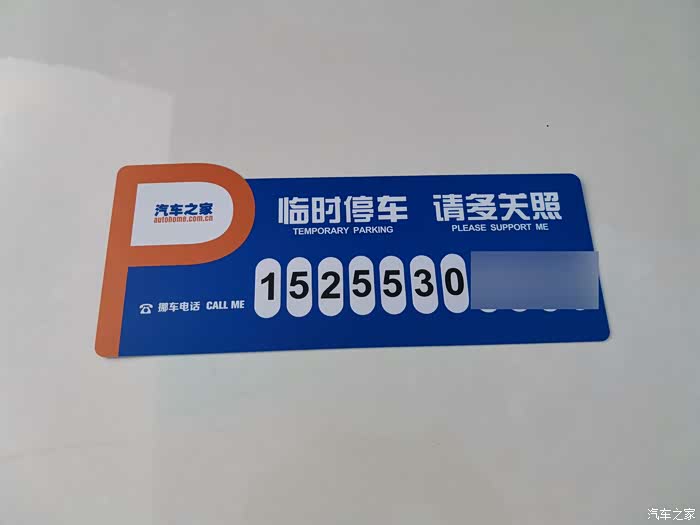 汽车之家
autohome.com.cn
临时停车 请多关照
TEMPORARY PARKING PLEASE SUPPORT ME
☎ 挪车电话 CALL ME 1525530
汽车之家